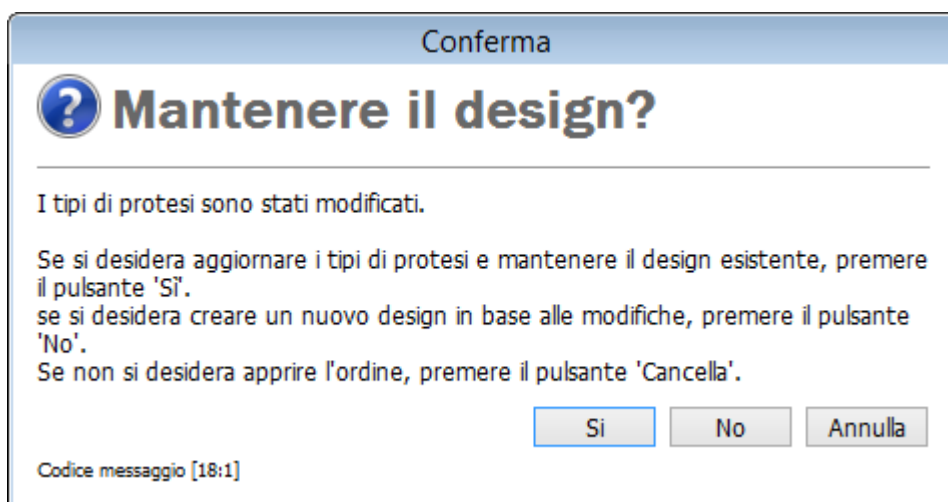 Conferma
Mantenere il design?
I tipi di protesi sono stati modificati.
Se si desidera aggiornare i tipi di protesi e mantenere il design esistente, premere
il pulsante 'Sì'.
se si desidera creare un nuovo design in base alle modifiche, premere il pulsante
'No'.
Se non si desidera apprire l'ordine, premere il pulsante 'Cancella'.
Si No Annulla
Codice messaggio [18:1]